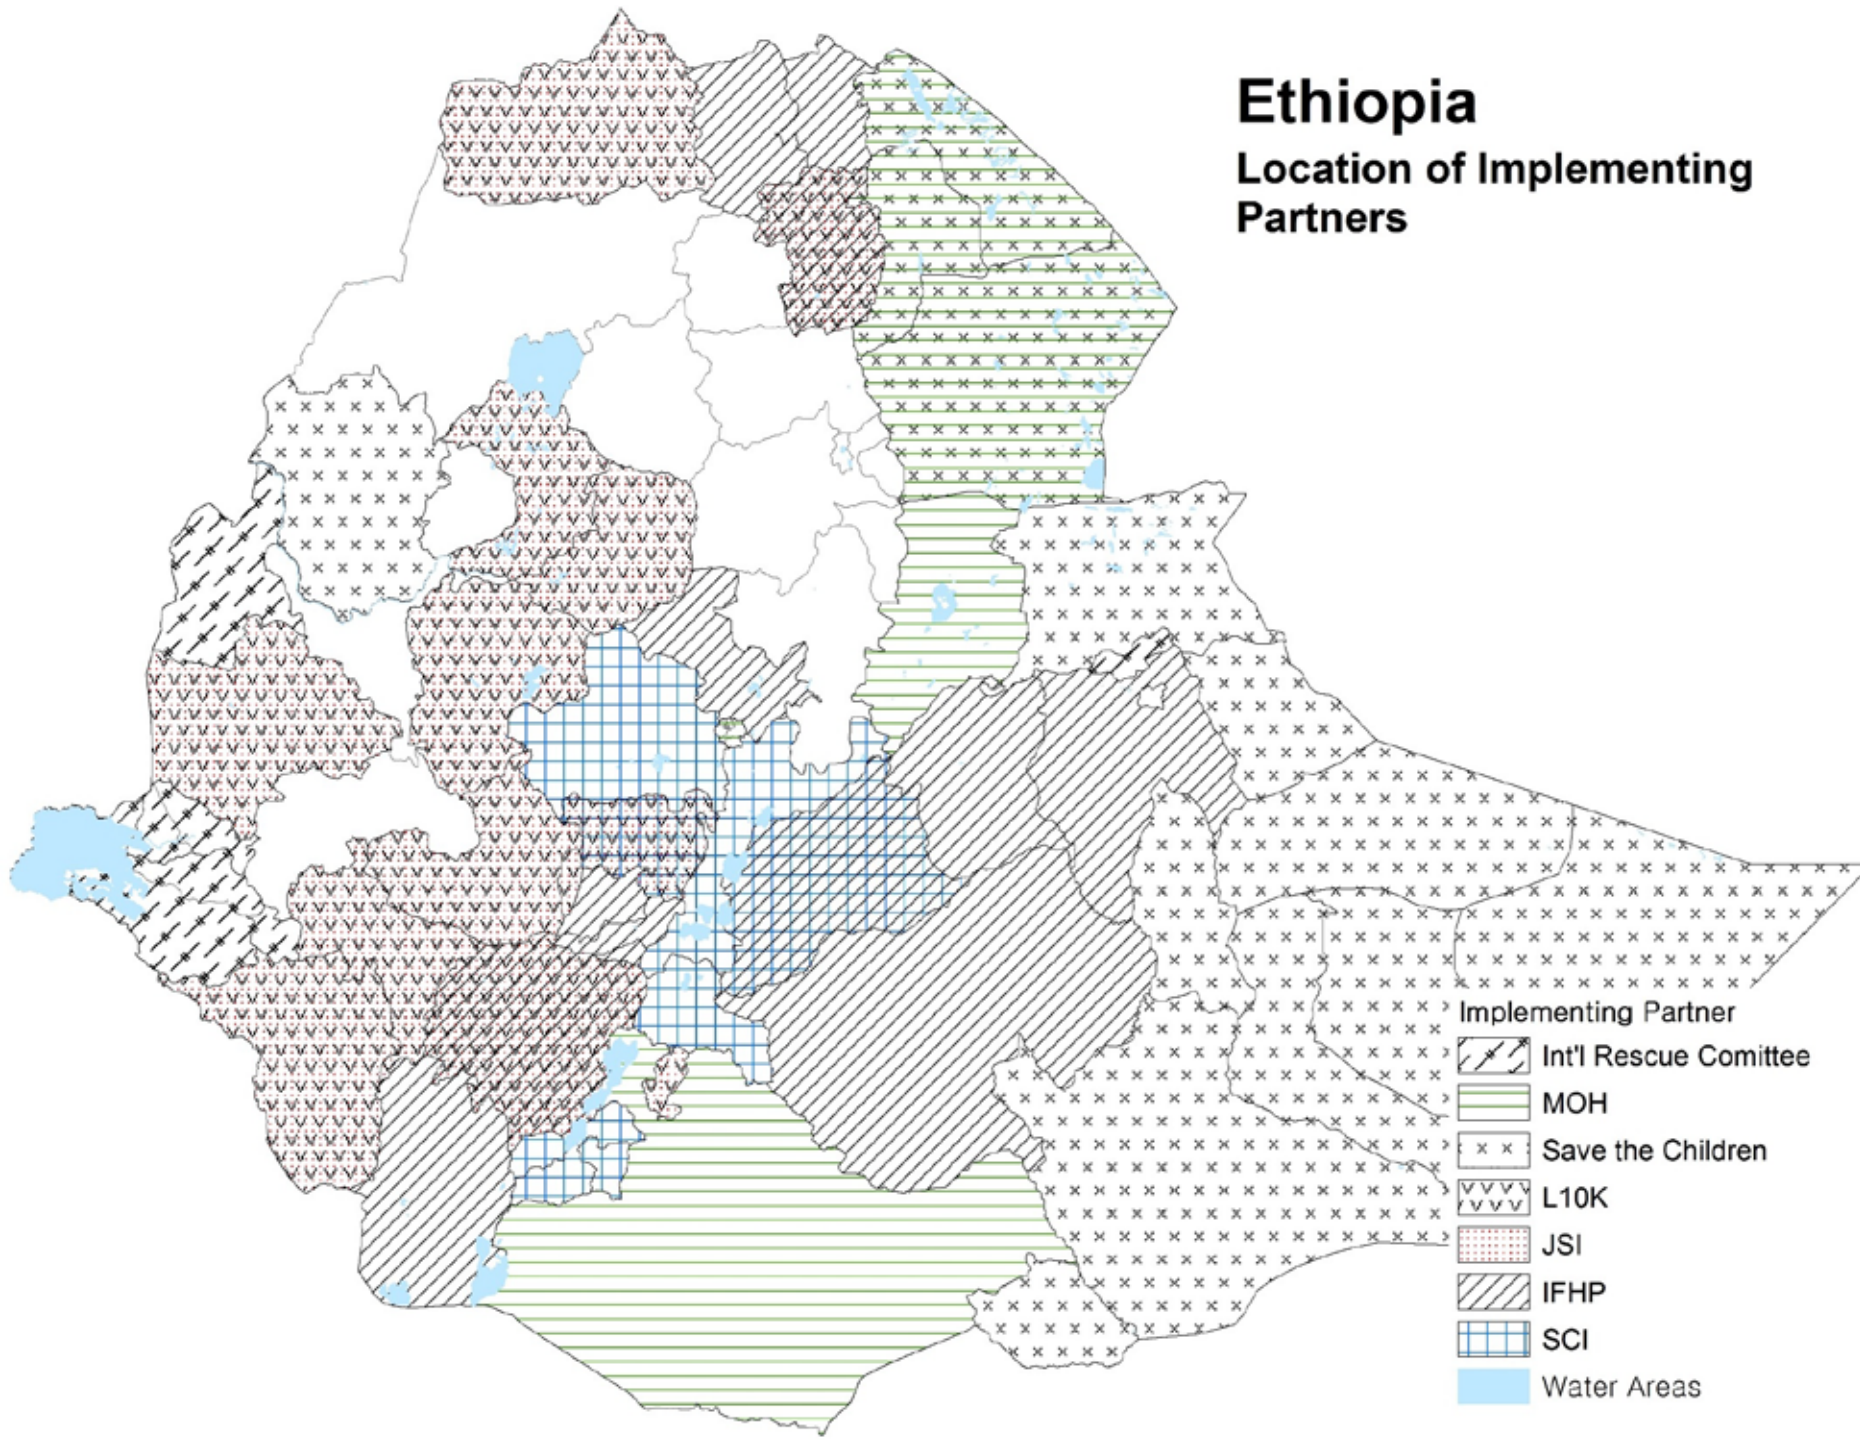 Ethiopia
Location of Implementing
Partners
Implementing Partner
Int'l Rescue Comittee
MOH
Save the Children
L10K
JSI
IFHP
SCI
Water Areas